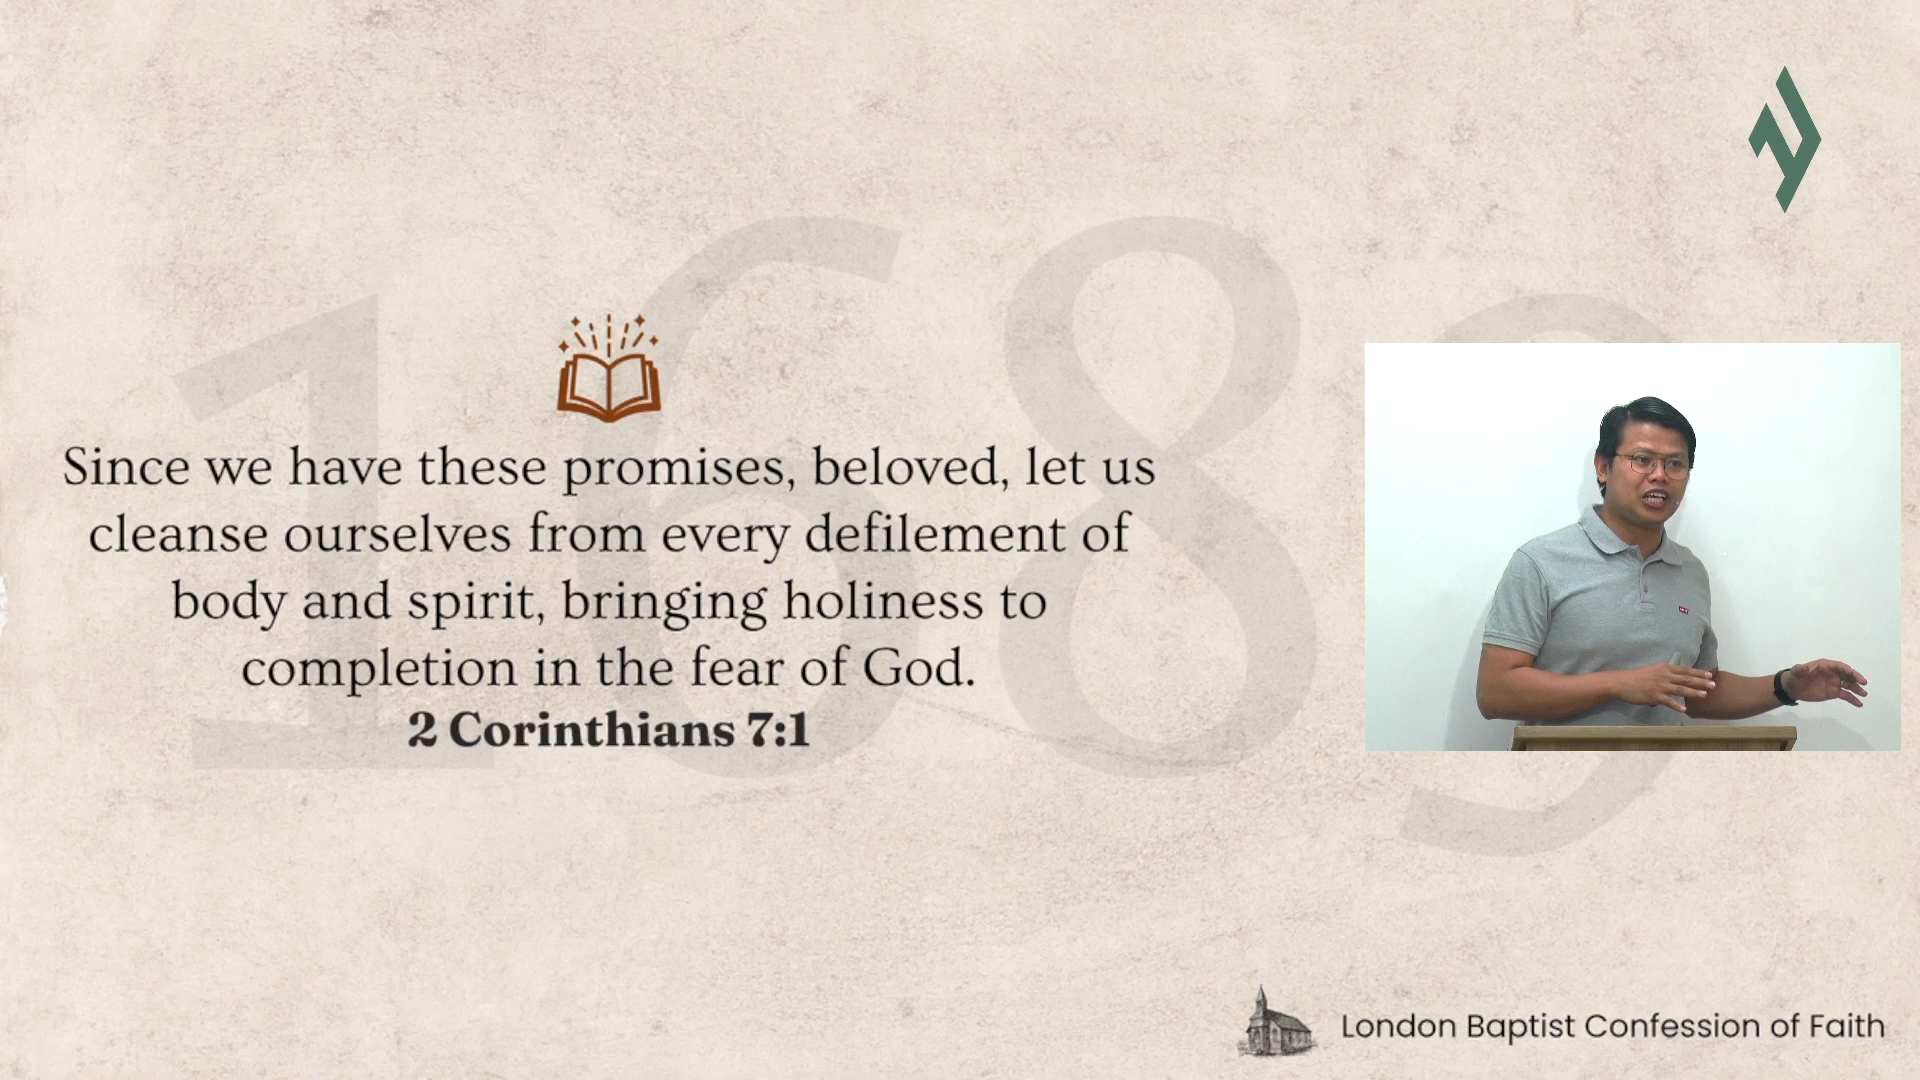 1689
Since we have these promises, beloved, let us
cleanse ourselves from every defilement of
body and spirit, bringing holiness to
completion in the fear of God.
2 Corinthians 7:1
London Baptist Confession of Faith